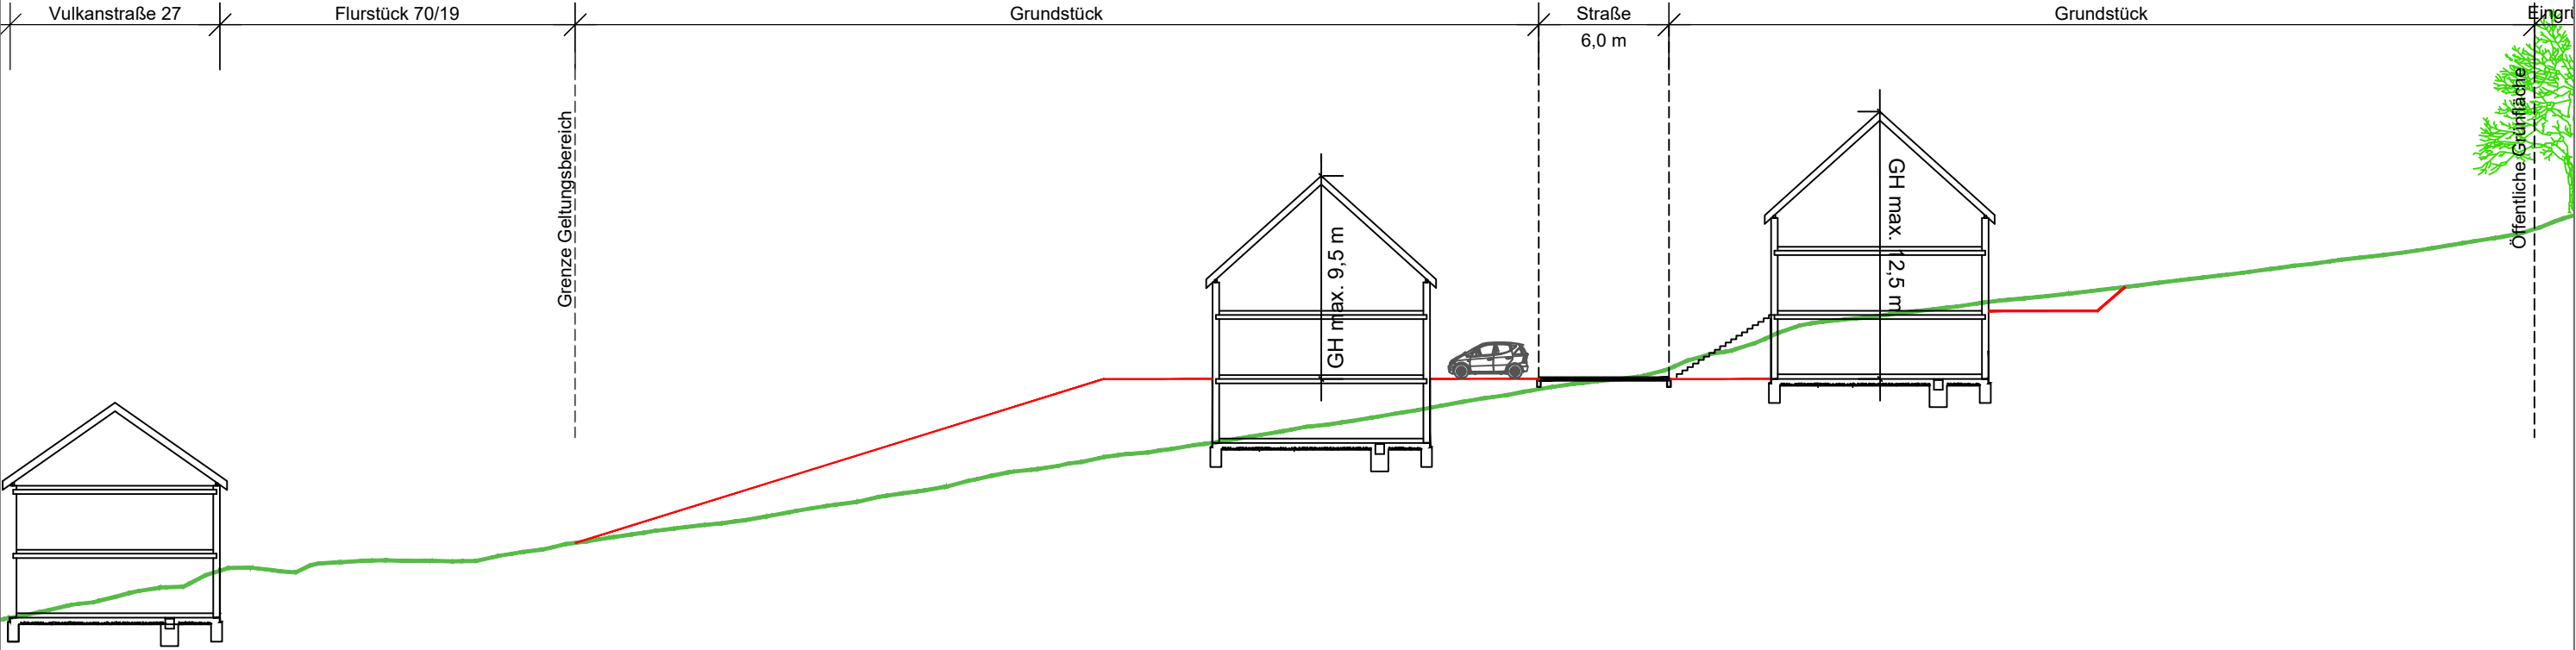 Vulkanstraße 27
Flurstück 70/19
Grundstück
Straße
6,0 m
Grundstück
Eingrü
Grenze Geltungsbereich
GH max. 9,5 m
GH max. 12,5 m
Öffentliche Grünfläche